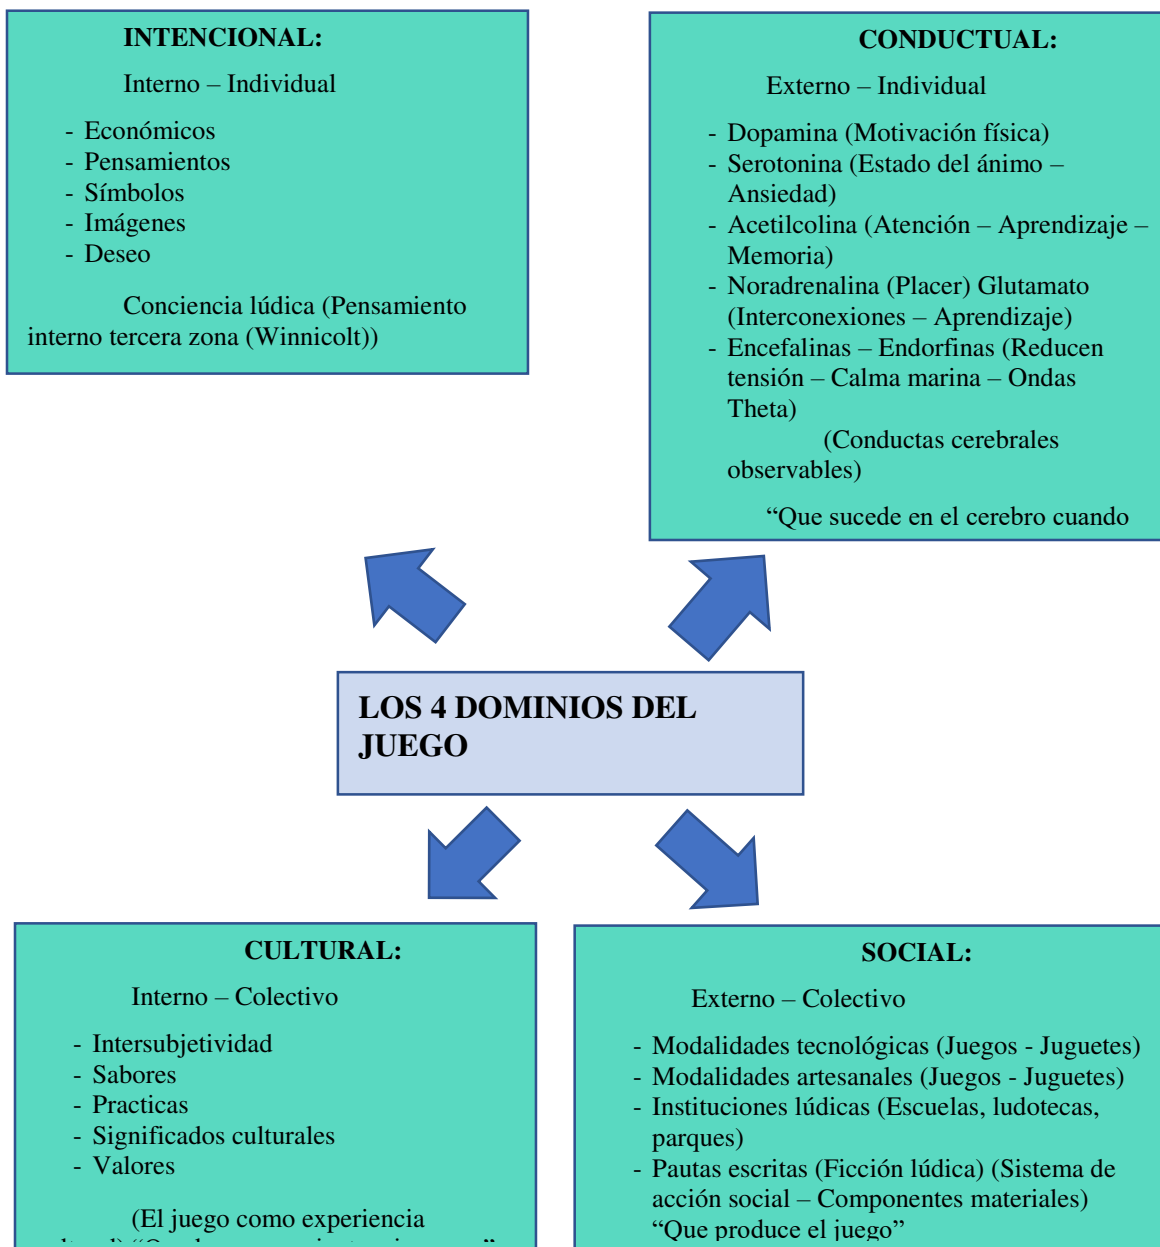 INTENCIONAL:
Interno – Individual
- Económicos
- Pensamientos
- Símbolos
- Imágenes
- Deseo
Conciencia lúdica (Pensamiento
interno tercera zona (Winnicolt))
CONDUCTUAL:
Externo – Individual
- Dopamina (Motivación física)
- Serotonina (Estado del ánimo –
Ansiedad)
- Acetilcolina (Atención – Aprendizaje –
Memoria)
- Noradrenalina (Placer) Glutamato
(Interconexiones – Aprendizaje)
- Encefalinas – Endorfinas (Reducen
tensión – Calma marina – Ondas
Theta)
(Conductas cerebrales
observables)
“Que sucede en el cerebro cuando
LOS 4 DOMINIOS DEL
JUEGO
CULTURAL:
Interno – Colectivo
- Intersubjetividad
- Sabores
- Practicas
- Significados culturales
- Valores
(El juego como experiencia
SOCIAL:
Externo – Colectivo
- Modalidades tecnológicas (Juegos - Juguetes)
- Modalidades artesanales (Juegos - Juguetes)
- Instituciones lúdicas (Escuelas, ludotecas,
parques)
- Pautas escritas (Ficción lúdica) (Sistema de
acción social – Componentes materiales)
“Que produce el juego”